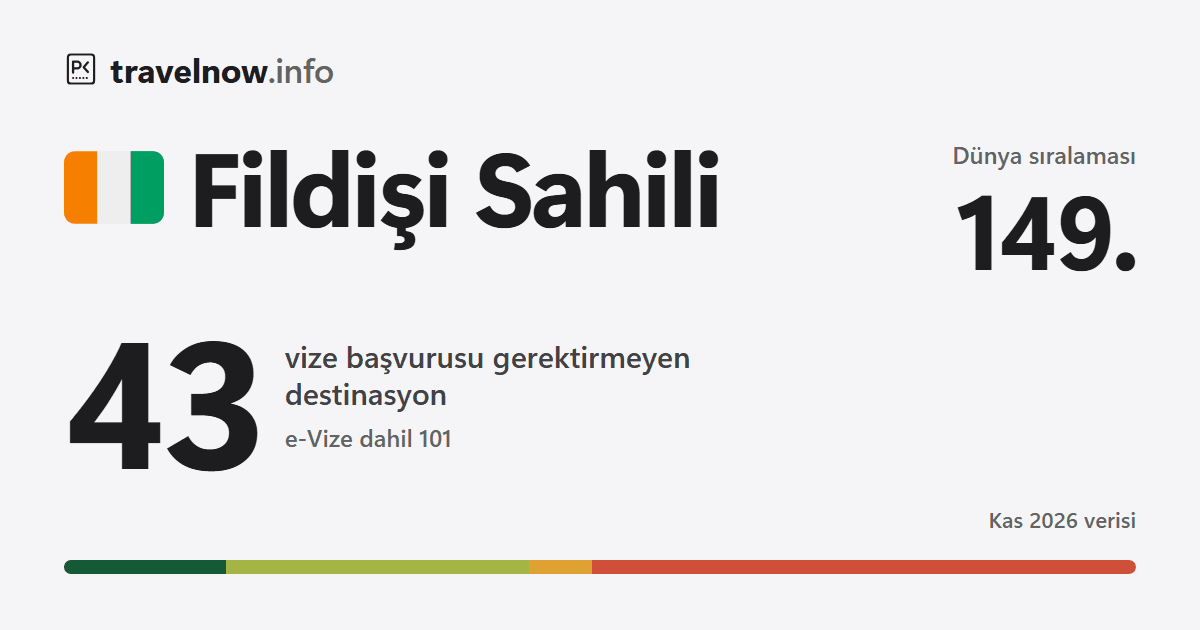 travelnow.info
Fildişi Sahili
Dünya sıralaması
149.
43
vize başvurusu gerektirmeyen
destinasyon
e-Vize dahil 101
Kas 2026 verisi